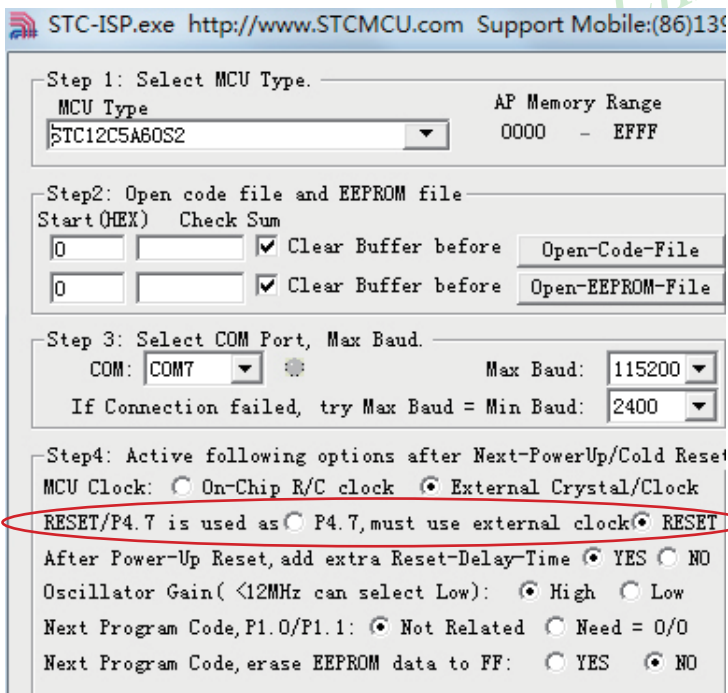 STC-ISP.exe http://www.STCMCU.com Support Mobile:(86)139
Step 1: Select MCU Type.
MCU Type AP Memory Range
STC12C5A60S2 0000 - EFFF
Step2: Open code file and EEPROM file
Start(HEX) Check Sum
0 Clear Buffer before Open-Code-File
0 Clear Buffer before Open-EEPROM-File
Step 3: Select COM Port, Max Baud.
COM: COM7 Max Baud: 115200
If Connection failed, try Max Baud = Min Baud: 2400
Step4: Active following options after Next-PowerUp/Cold Reset
MCU Clock: On-Chip R/C clock External Crystal/Clock
RESET/P4.7 is used as P4.7, must use external clock RESET
After Power-Up Reset, add extra Reset-Delay-Time YES NO
Oscillator Gain( <12MHz can select Low): High Low
Next Program Code, P1.0/P1.1: Not Related Need = 0/0
Next Program Code, erase EEPROM data to FF: YES NO